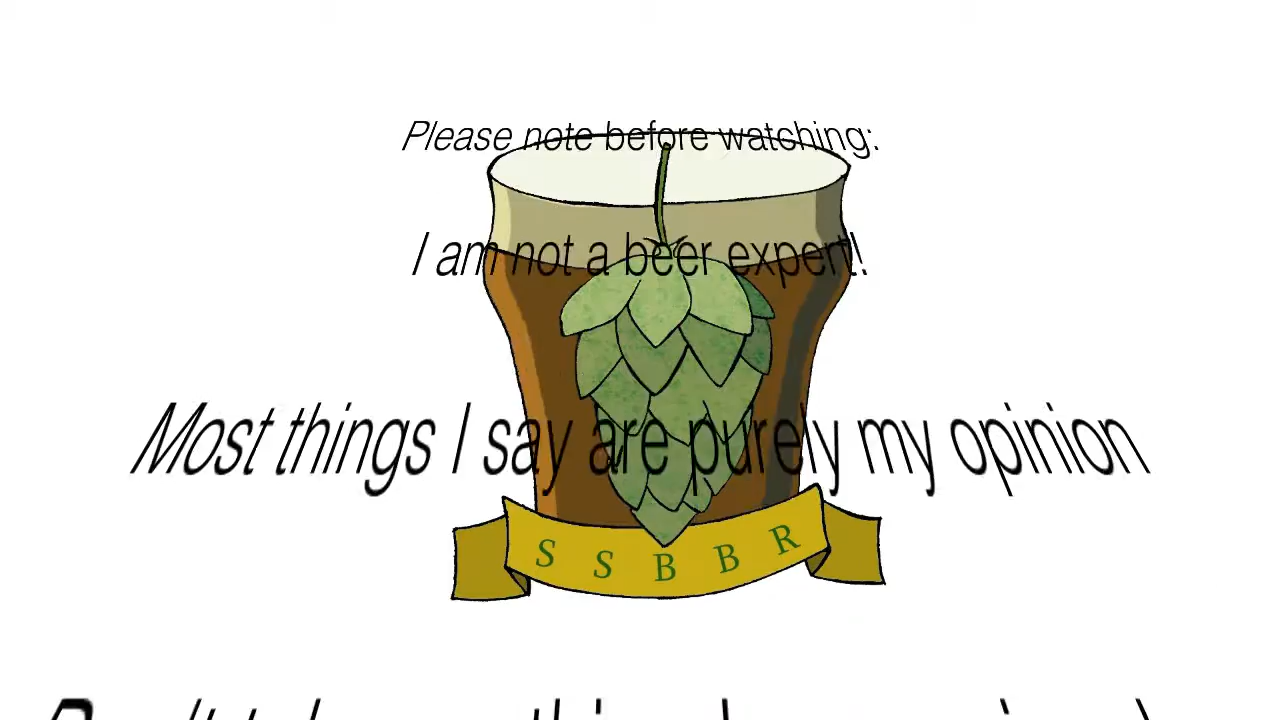 Please note before watching:
I am not a beer expert!
Most things I say are purely my opinion
S S B B R